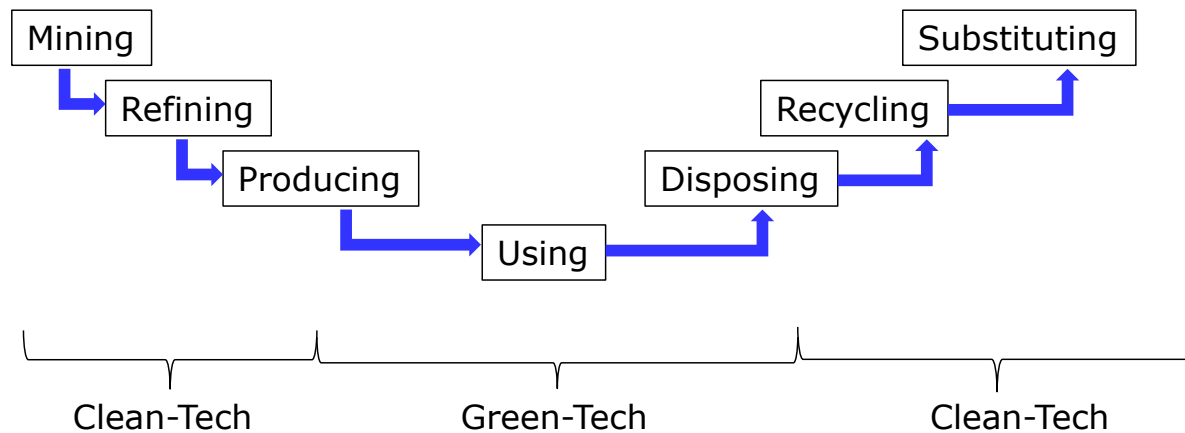 Mining
Refining
Producing
Using
Disposing
Recycling
Substituting
Clean-Tech
Green-Tech
Clean-Tech